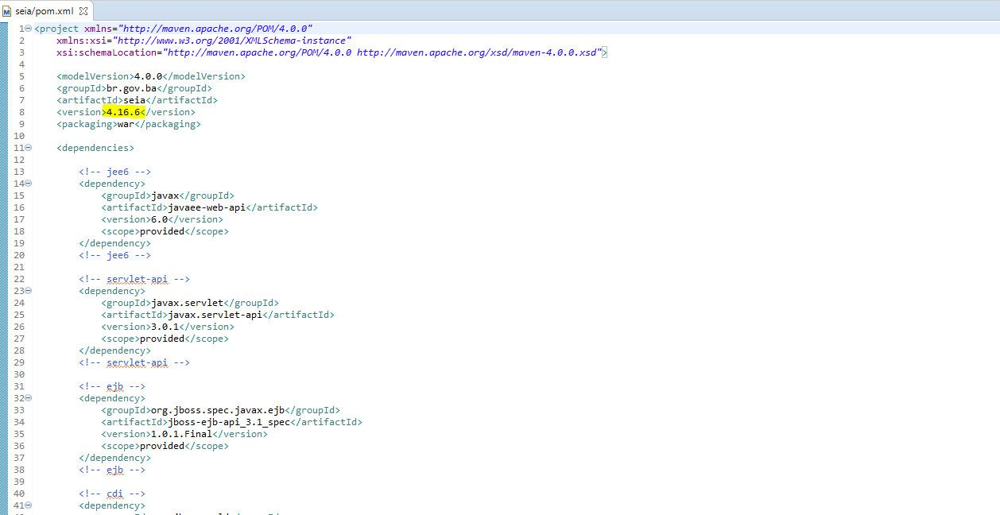 seia/pom.xml
1 <project xmlns="http://maven.apache.org/POM/4.0.0"
2 xmlns:xsi="http://www.w3.org/2001/XMLSchema-instance"
3 xsi:schemaLocation="http://maven.apache.org/POM/4.0.0 http://maven.apache.org/xsd/maven-4.0.0.xsd">
4
5 <modelVersion>4.0.0</modelVersion>
6 <groupId>br.gov.ba</groupId>
7 <artifactId>seia</artifactId>
8 <version>4.16.6</version>
9 <packaging>war</packaging>
10
11 <dependencies>
12
13 <!-- jee6 -->
14 <dependency>
15 <groupId>javax</groupId>
16 <artifactId>javaee-web-api</artifactId>
17 <version>6.0</version>
18 <scope>provided</scope>
19 </dependency>
20 <!-- jee6 -->
21
22 <!-- servlet-api -->
23 <dependency>
24 <groupId>javax.servlet</groupId>
25 <artifactId>javax.servlet-api</artifactId>
26 <version>3.0.1</version>
27 <scope>provided</scope>
28 </dependency>
29 <!-- servlet-api -->
30
31 <!-- ejb -->
32 <dependency>
33 <groupId>org.jboss.spec.javax.ejb</groupId>
34 <artifactId>jboss-ejb-api_3.1_spec</artifactId>
35 <version>1.0.1.Final</version>
36 <scope>provided</scope>
37 </dependency>
38 <!-- ejb -->
39
40 <!-- cdi -->
41 <dependency>